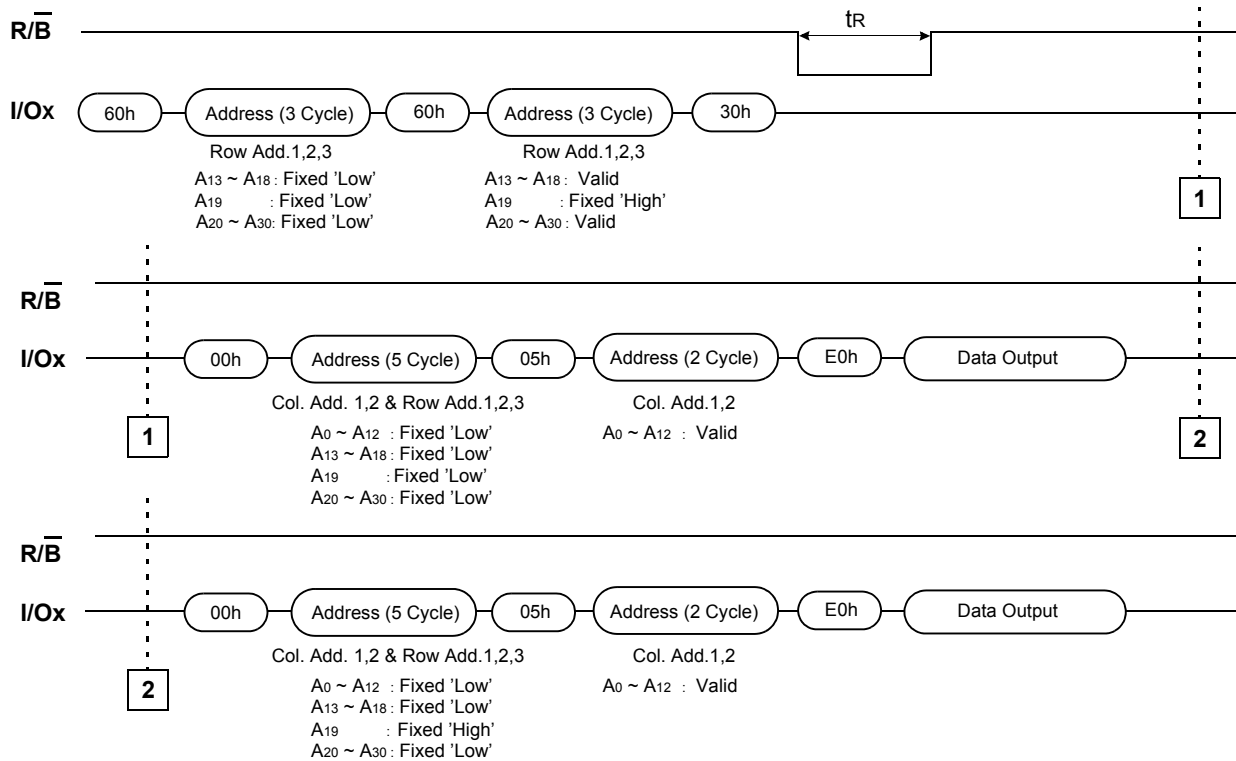 tR
R/B̅
I/Ox 60h Address (3 Cycle) 60h Address (3 Cycle) 30h
Row Add.1,2,3 Row Add.1,2,3
A13 ~ A18 : Fixed 'Low' A13 ~ A18 : Valid
A19 : Fixed 'Low' A19 : Fixed 'High'
A20 ~ A30: Fixed 'Low' A20 ~ A30 : Valid
1
R/B̅
I/Ox 00h Address (5 Cycle) 05h Address (2 Cycle) E0h Data Output
Col. Add. 1,2 & Row Add.1,2,3 Col. Add.1,2
1 A0 ~ A12 : Fixed 'Low' A0 ~ A12 : Valid 2
A13 ~ A18 : Fixed 'Low'
A19 : Fixed 'Low'
A20 ~ A30 : Fixed 'Low'
R/B̅
I/Ox 00h Address (5 Cycle) 05h Address (2 Cycle) E0h Data Output
Col. Add. 1,2 & Row Add.1,2,3 Col. Add.1,2
2 A0 ~ A12 : Fixed 'Low' A0 ~ A12 : Valid
A13 ~ A18 : Fixed 'Low'
A19 : Fixed 'High'
A20 ~ A30 : Fixed 'Low'